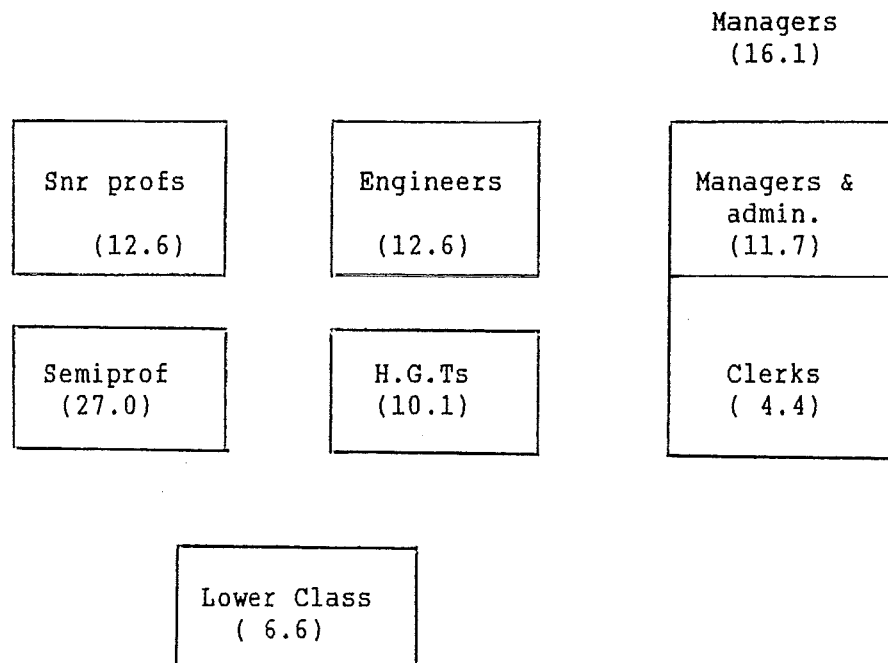 Managers
(16.1)
Snr profs
(12.6)
Engineers
(12.6)
Managers &
admin.
(11.7)
Semiprof
(27.0)
H.G.Ts
(10.1)
Clerks
( 4.4)
Lower Class
( 6.6)